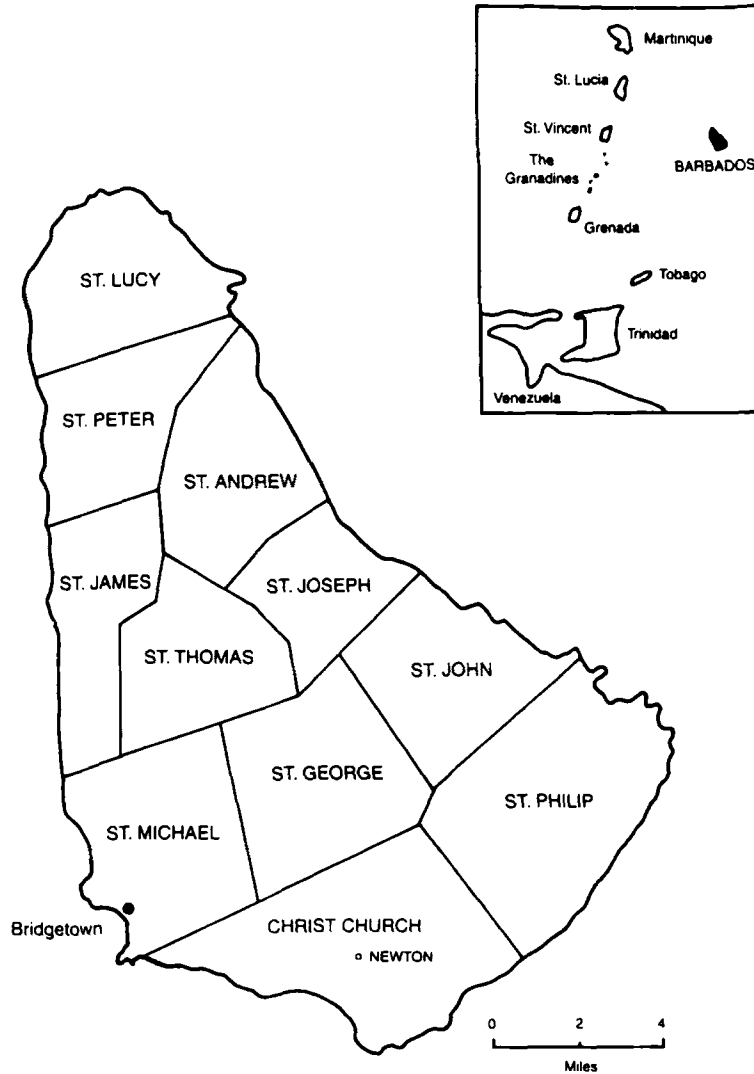 Martinique
St. Lucia
St. Vincent
The
Granadines
BARBADOS
Grenada
Tobago
Trinidad
Venezuela
ST. LUCY
ST. PETER
ST. ANDREW
ST. JAMES
ST. JOSEPH
ST. THOMAS
ST. JOHN
ST. GEORGE
ST. PHILIP
ST. MICHAEL
Bridgetown
CHRIST CHURCH
NEWTON
0 2 4
Miles